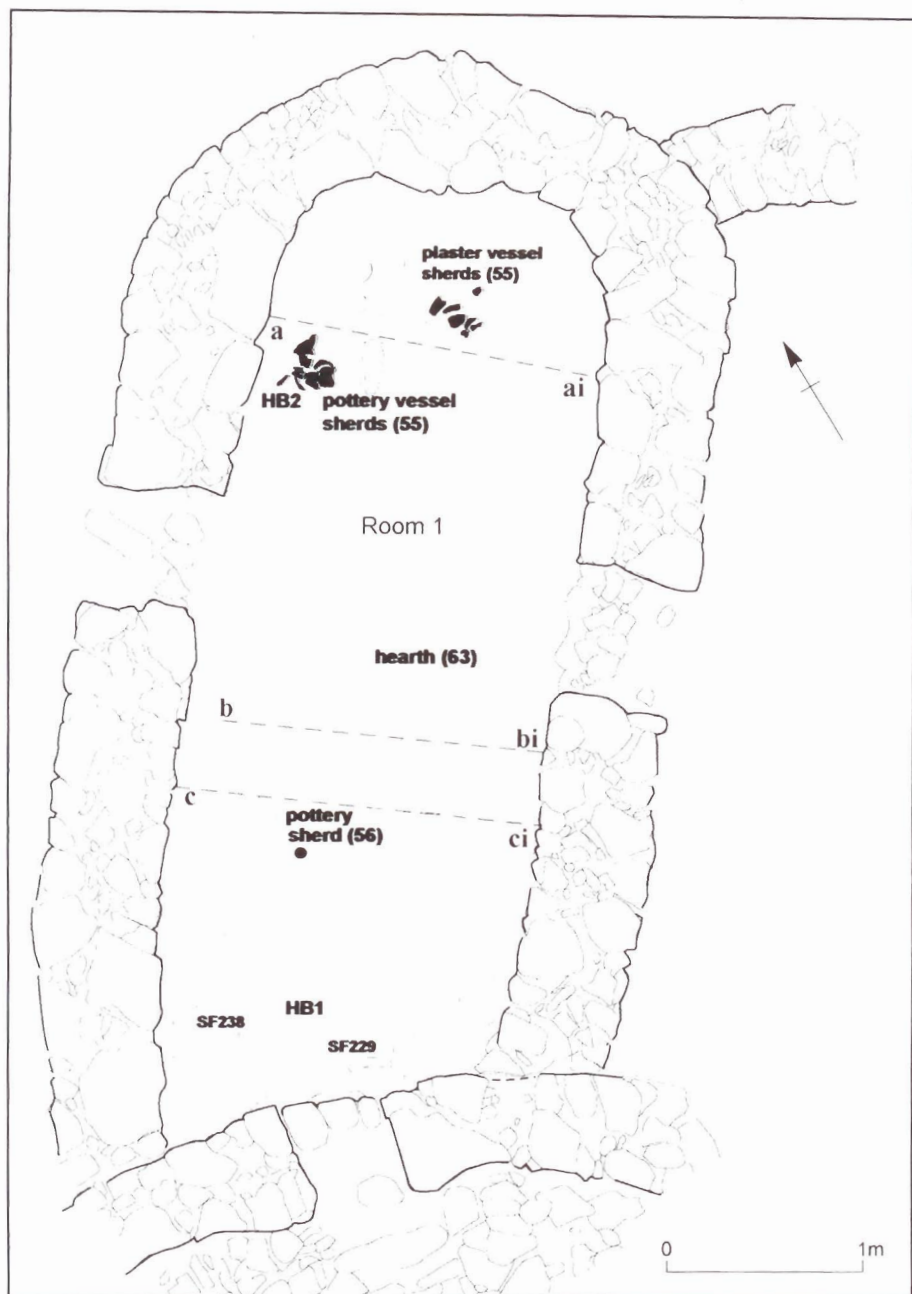 plaster vessel
sherds (55)
a
ai
HB2
pottery vessel
sherds (55)
Room 1
hearth (63)
b
bi
c
ci
pottery
sherd (56)
HB1
SF238
SF229
0
1m